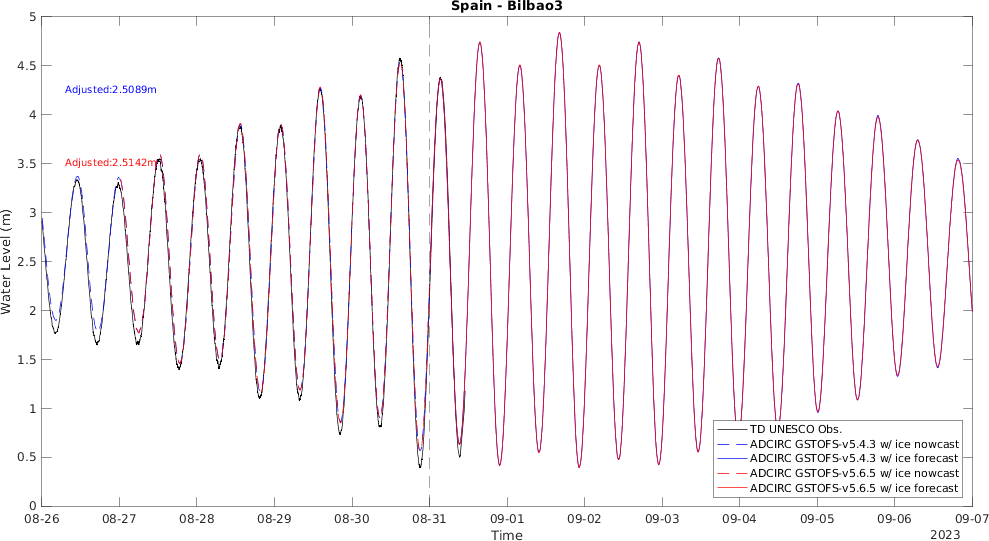 Spain - Bilbao3
5
4.5
4
3.5
3
2.5
2
1.5
1
0.5
0
Water Level (m)
Adjusted:2.5089m
Adjusted:2.5142m
TD UNESCO Obs.
ADCIRC GSTOFS-v5.4.3 w/ ice nowcast
ADCIRC GSTOFS-v5.4.3 w/ ice forecast
ADCIRC GSTOFS-v5.6.5 w/ ice nowcast
ADCIRC GSTOFS-v5.6.5 w/ ice forecast
08-26 08-27 08-28 08-29 08-30 08-31 09-01 09-02 09-03 09-04 09-05 09-06 09-07
Time
2023